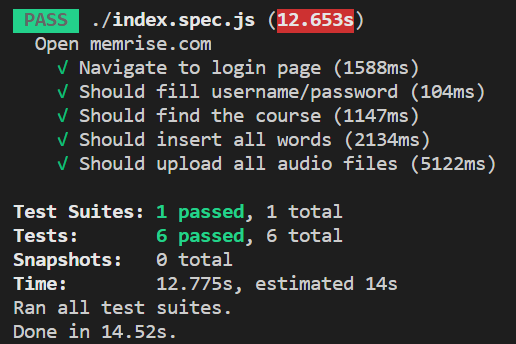 PASS ./index.spec.js (12.653s)
Open memrise.com
√ Navigate to login page (1588ms)
√ Should fill username/password (104ms)
√ Should find the course (1147ms)
√ Should insert all words (2134ms)
√ Should upload all audio files (5122ms)
Test Suites: 1 passed, 1 total
Tests: 6 passed, 6 total
Snapshots: 0 total
Time: 12.775s, estimated 14s
Ran all test suites.
Done in 14.52s.